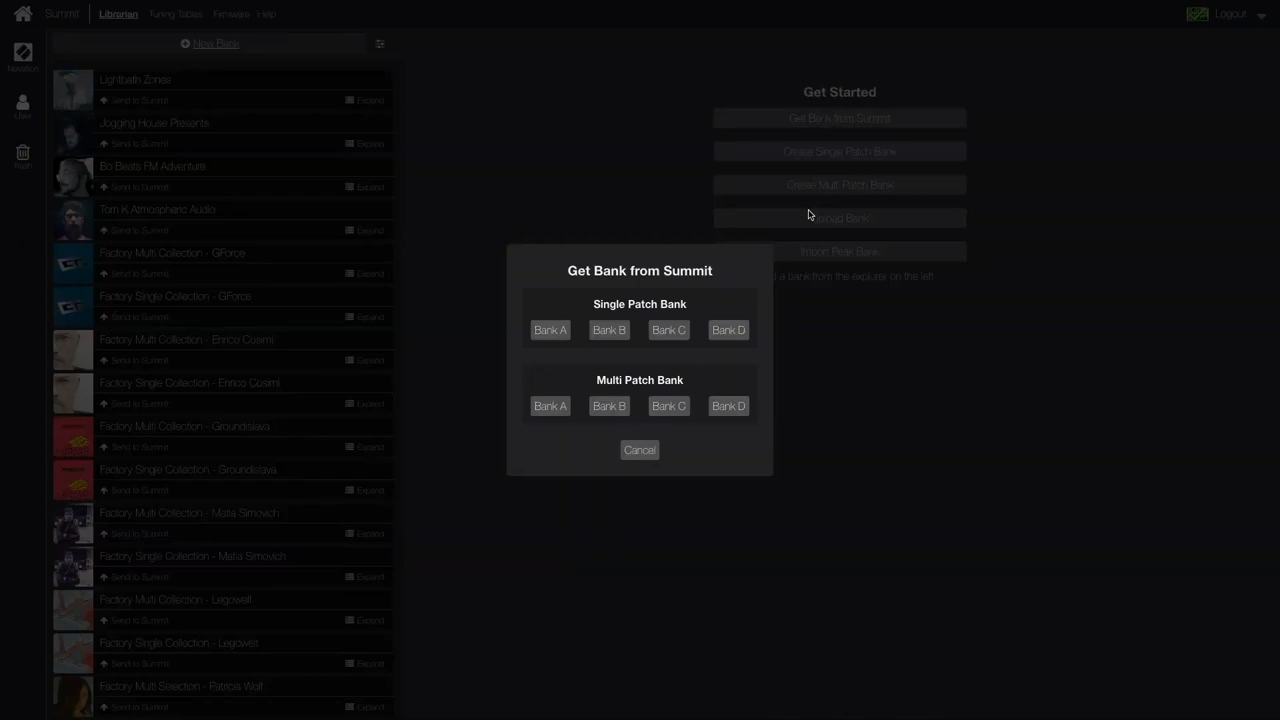 Summit
Librarian
Tuning Tables
Firmware
Help
Logout
Novation
User
Trash
New Bank
Lightbath Zones
Send to Summit
Expand
Jogging House Presents
Send to Summit
Expand
Bo Beats FM Adventure
Send to Summit
Expand
Tom K Atmospheric Audio
Send to Summit
Expand
Factory Multi Collection - GForce
Send to Summit
Expand
Factory Single Collection - GForce
Send to Summit
Expand
Factory Multi Collection - Enrico Cosimi
Send to Summit
Expand
Factory Single Collection - Enrico Cosimi
Send to Summit
Expand
Factory Multi Collection - Groundislava
Send to Summit
Expand
Factory Single Collection - Groundislava
Send to Summit
Expand
Factory Multi Collection - Matia Simovich
Send to Summit
Expand
Factory Single Collection - Matia Simovich
Send to Summit
Expand
Factory Multi Collection - Legowelt
Send to Summit
Expand
Factory Single Collection - Legowelt
Send to Summit
Expand
Factory Multi Selection - Patricia Wolf
Send to Summit
Expand
Get Started
Get Bank from Summit
Create Single Patch Bank
Create Multi Patch Bank
Bank
Import Peak Bank
a bank from the explorer on the left
Get Bank from Summit
Single Patch Bank
Bank A
Bank B
Bank C
Bank D
Multi Patch Bank
Bank A
Bank B
Bank C
Bank D
Cancel